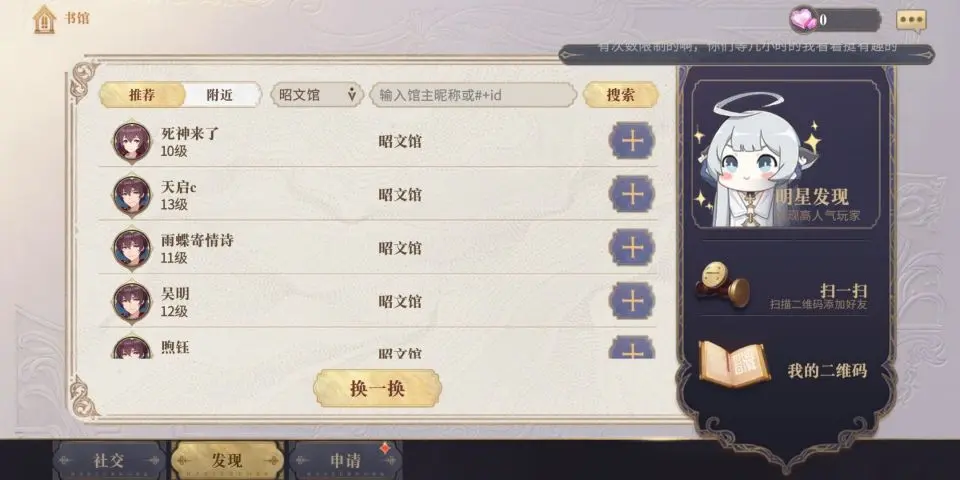 书馆
0
有次数限制的啊，你们等几小时的我看着挺有趣的
推荐
附近
昭文馆
输入馆主昵称或#+id
搜索
死神来了
10级
昭文馆
天启c
13级
昭文馆
雨蝶寄情诗
11级
昭文馆
吴明
12级
昭文馆
煦钰
昭文馆
换一换
明星发现
现高人气玩家
扫一扫
扫描二维码添加好友
我的二维码
社交
发现
申请